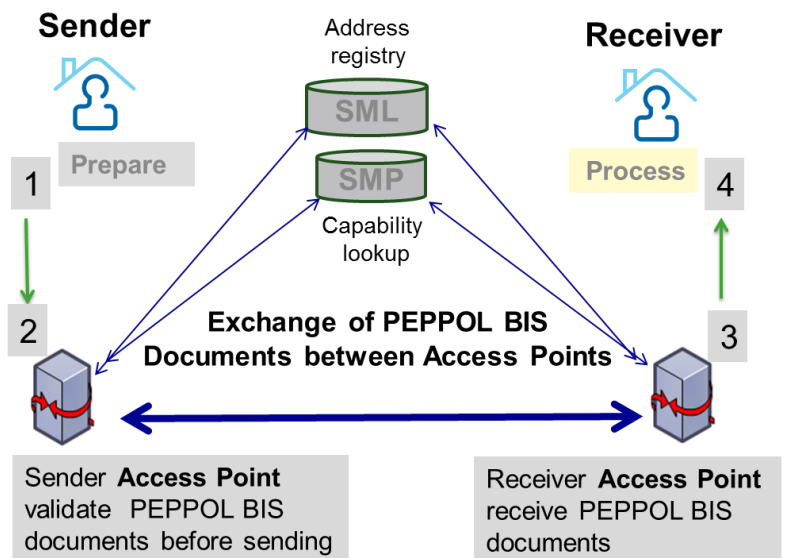 Sender
Address
registry
Receiver
SML
Prepare
SMP
Process
1
4
Capability
lookup
2
Exchange of PEPPOL BIS
Documents between Access Points
3
Sender Access Point
validate PEPPOL BIS
documents before sending
Receiver Access Point
receive PEPPOL BIS
documents